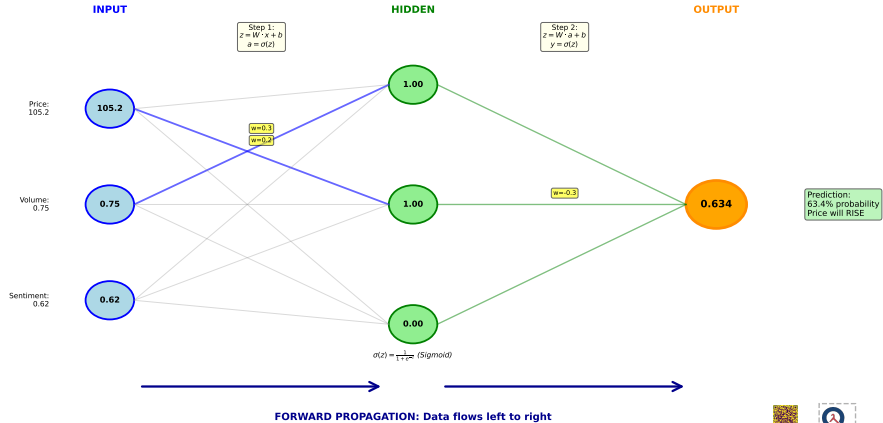 INPUT
HIDDEN
OUTPUT
Step 1:
z = W · x + b
a = σ(z)
Step 2:
z = W · a + b
y = σ(z)
Price:
105.2
105.2
1.00
w=0.3
w=0.2
Volume:
0.75
0.75
1.00
w=-0.3
0.634
Prediction:
63.4% probability
Price will RISE
Sentiment:
0.62
0.62
0.00
σ(z) = 1/(1 + e⁻ᶻ) (Sigmoid)
FORWARD PROPAGATION: Data flows left to right